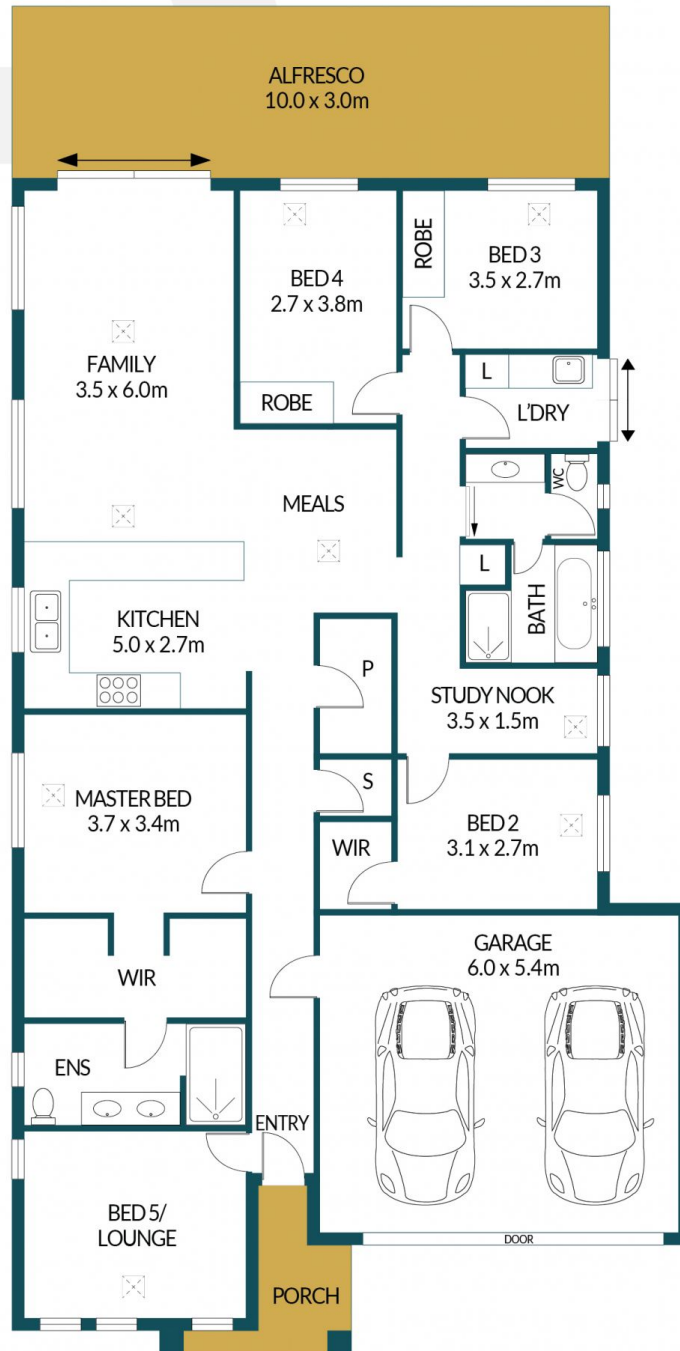 ALFRESCO
10.0 x 3.0m
BED 4
2.7 x 3.8m
ROBE
ROBE
BED 3
3.5 x 2.7m
FAMILY
3.5 x 6.0m
L
L'DRY
MEALS
WC
L
BATH
KITCHEN
5.0 x 2.7m
P
STUDY NOOK
3.5 x 1.5m
MASTER BED
3.7 x 3.4m
S
WIR
BED 2
3.1 x 2.7m
WIR
GARAGE
6.0 x 5.4m
ENS
ENTRY
BED 5/
LOUNGE
DOOR
PORCH